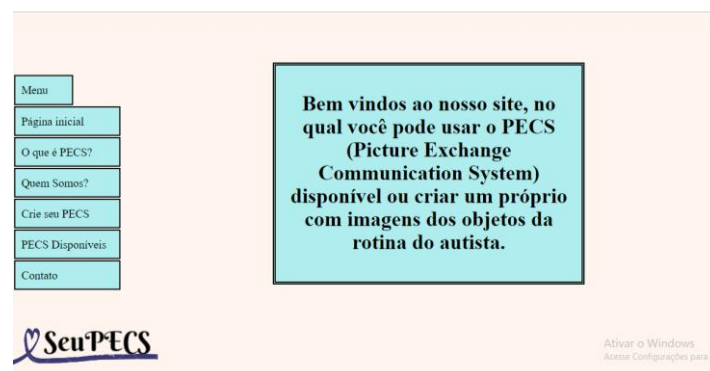 Menu
Página inicial
O que é PECS?
Quem Somos?
Crie seu PECS
PECS Disponíveis
Contato
Bem vindos ao nosso site, no
qual você pode usar o PECS
(Picture Exchange
Communication System)
disponível ou criar um próprio
com imagens dos objetos da
rotina do autista.
SeuPECS
Ativar o Windows
Acesse Configurações para